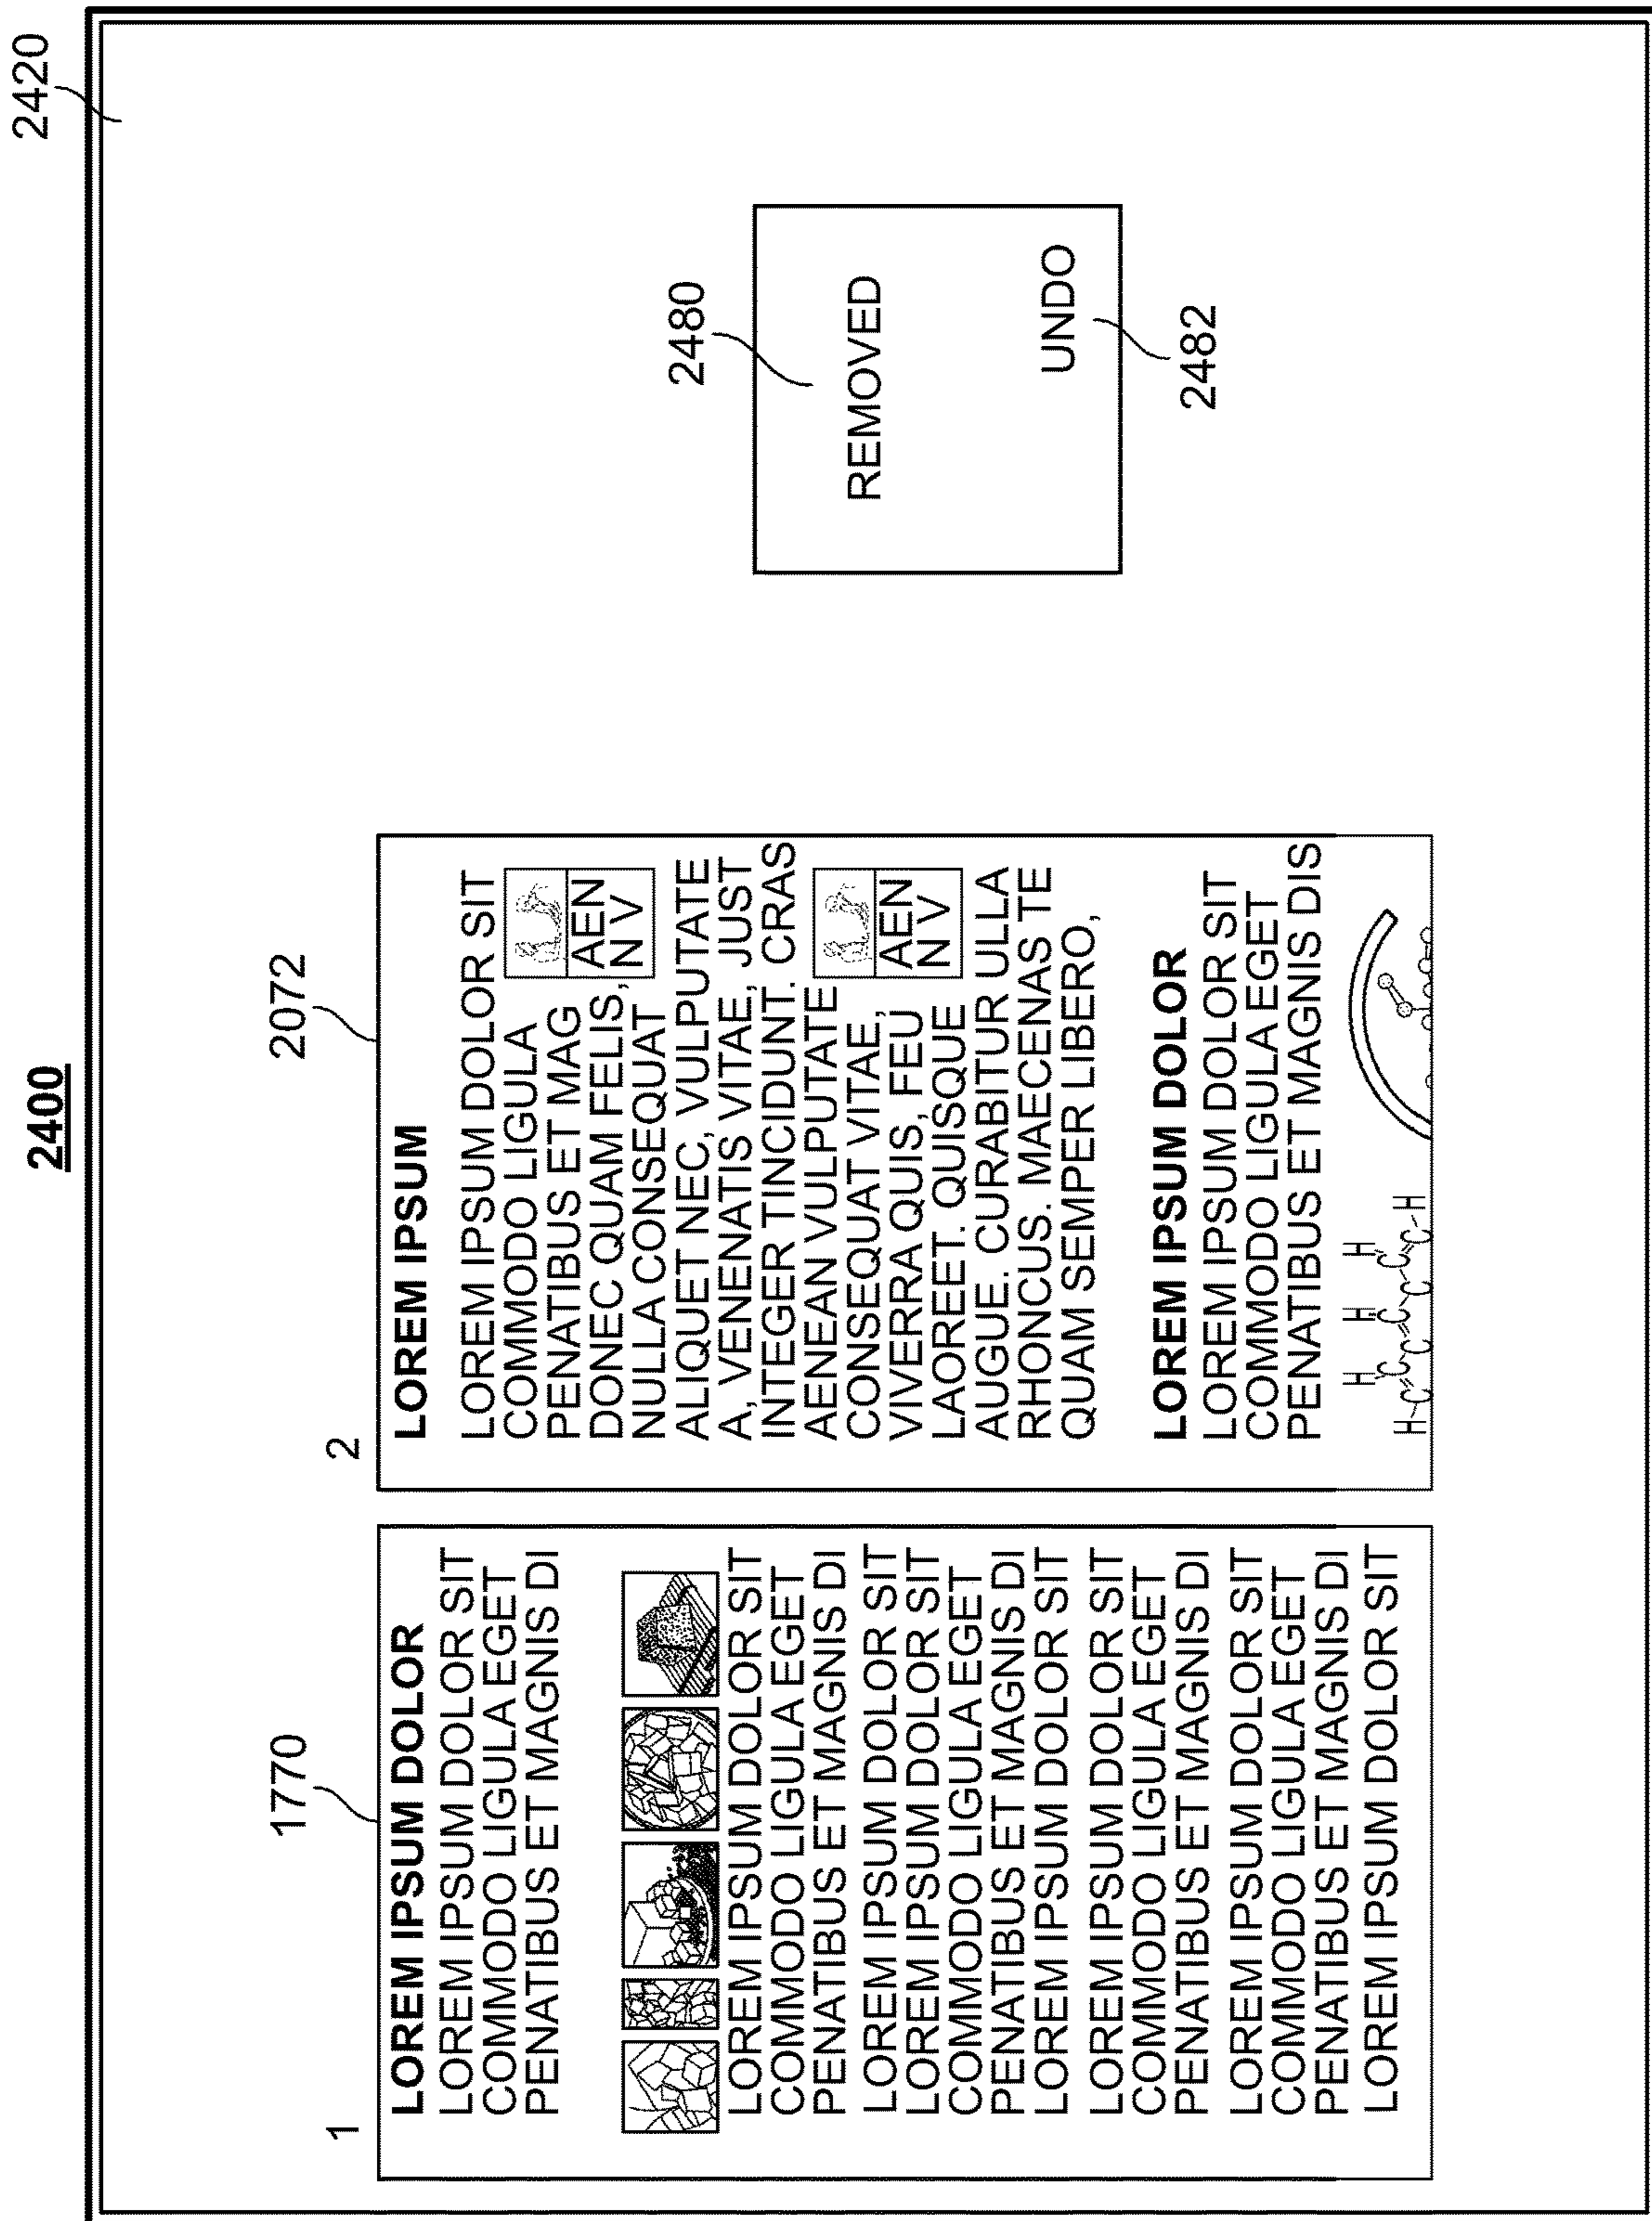 2400
2420
1770
1
LOREM IPSUM DOLOR
LOREM IPSUM DOLOR SIT
COMMODO LIGULA EGET
PENATIBUS ET MAGNIS DI
LOREM IPSUM DOLOR SIT
COMMODO LIGULA EGET
PENATIBUS ET MAGNIS DI
LOREM IPSUM DOLOR SIT
LOREM IPSUM DOLOR SIT
COMMODO LIGULA EGET
PENATIBUS ET MAGNIS DI
LOREM IPSUM DOLOR SIT
LOREM IPSUM DOLOR SIT
COMMODO LIGULA EGET
PENATIBUS ET MAGNIS DI
LOREM IPSUM DOLOR SIT
COMMODO LIGULA EGET
PENATIBUS ET MAGNIS DI
LOREM IPSUM DOLOR SIT
2072
2
LOREM IPSUM
LOREM IPSUM DOLOR SIT
COMMODO LIGULA
PENATIBUS ET MAG
DONEC QUAM FELIS,
NULLA CONSEQUAT
AEN
N V
ALIQUET NEC, VULPUTATE
A, VENENATIS VITAE, JUST
INTEGER TINCIDUNT. CRAS
AENEAN VULPUTATE
CONSEQUAT VITAE,
VIVERRA QUIS, FEU
LAOREET. QUISQUE
AEN
N V
AUGUE. CURABITUR ULLA
RHONCUS. MAECENAS TE
QUAM SEMPER LIBERO,
LOREM IPSUM DOLOR
LOREM IPSUM DOLOR SIT
COMMODO LIGULA EGET
PENATIBUS ET MAGNIS DIS
H H H
H-C C C C C C C-H
2480
REMOVED
UNDO
2482